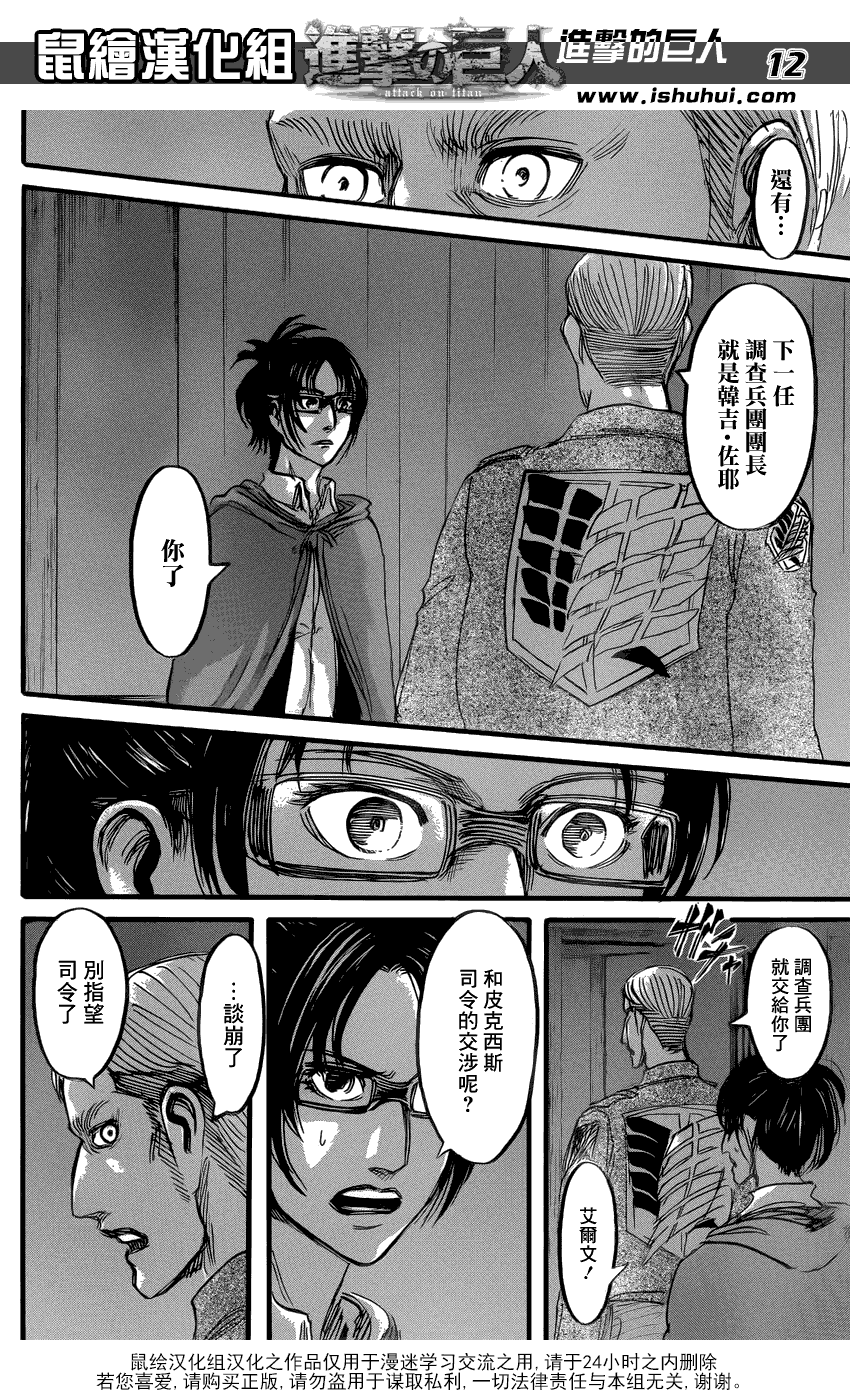 鼠繪漢化組
進撃の巨人
attack on titan
進擊的巨人
12
www.ishuhui.com
還有…
下一任
調查兵團團長
就是韓吉·佐耶
你了
調查兵團
就交給你了
艾爾文！
和皮克西斯
司令的交涉呢？
…談崩了
別指望
司令了
鼠绘汉化组汉化之作品仅用于漫迷学习交流之用, 请于24小时之内删除
若您喜爱, 请购买正版, 请勿盗用于谋取私利, 一切法律责任与本组无关, 谢谢。